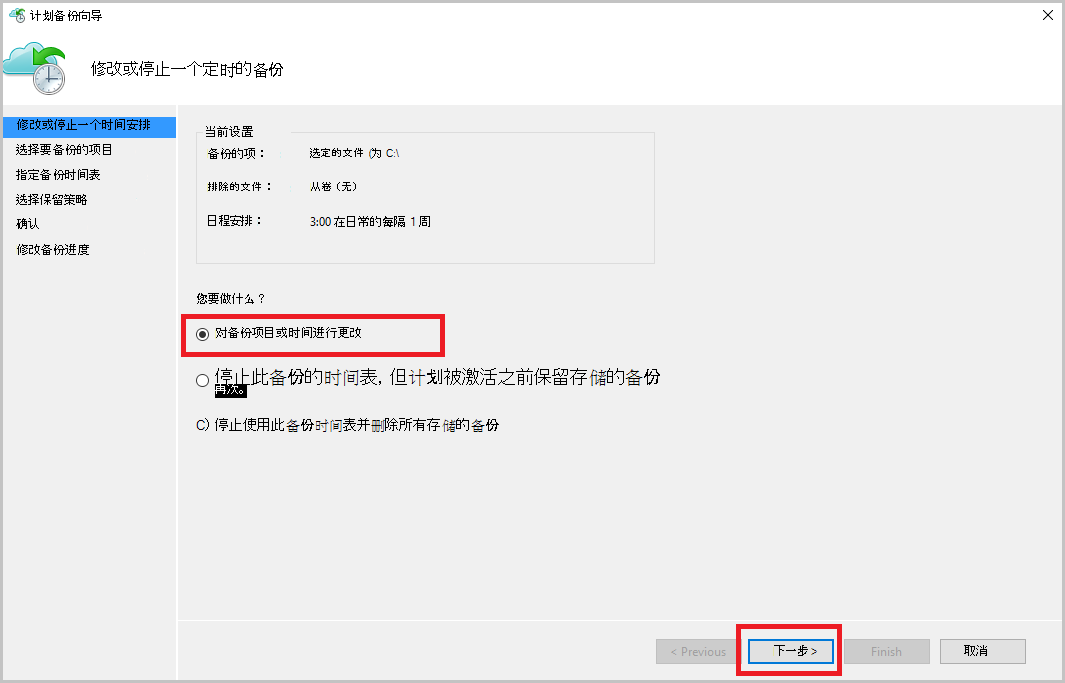 计划备份向导
修改或停止一个定时的备份
修改或停止一个时间安排
选择要备份的项目
指定备份时间表
选择保留策略
确认
修改备份进度
当前设置
备份的项： 选定的文件 (为 C:\
排除的文件： 从卷（无）
日程安排： 3:00 在日常的每隔 1 周
您要做什么？
对备份项目或时间进行更改
停止此备份的时间表, 但计划被激活之前保留存储的备份
再次。
C) 停止使用此备份时间表并删除所有存储的备份
< Previous 下一步 > Finish 取消